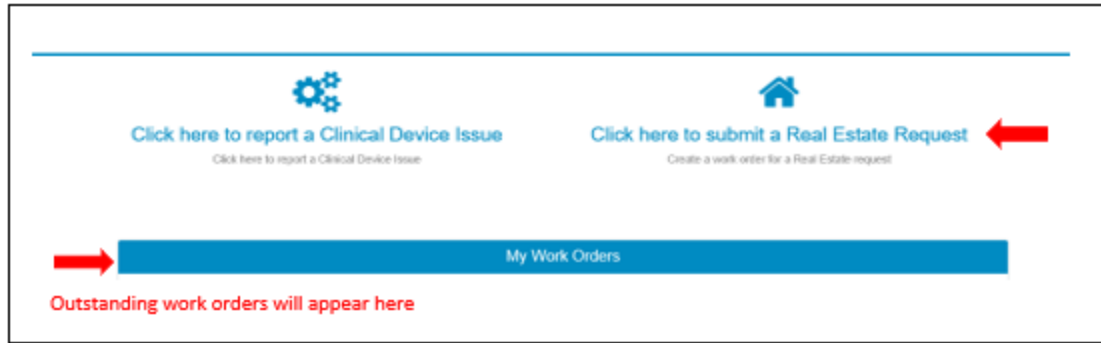 Click here to report a Clinical Device Issue
Click here to report a Clinical Device Issue
Click here to submit a Real Estate Request
Create a work order for a Real Estate request
My Work Orders
Outstanding work orders will appear here